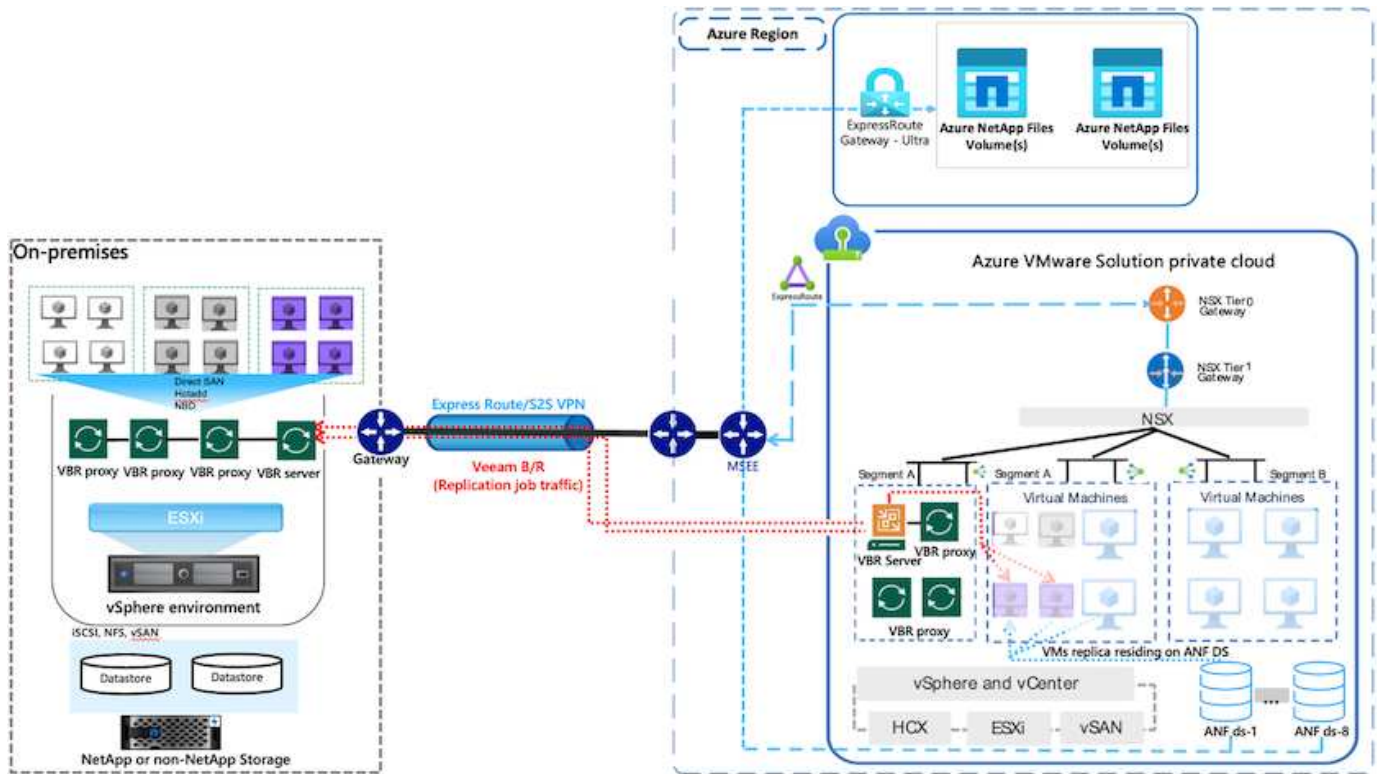 Azure Region
ExpressRoute
Gateway - Ultra
Azure NetApp Files
Volume(s)
Azure NetApp Files
Volume(s)
On-premises
Direct SAN
Hotadd
NBD
VBR proxy
VBR proxy
VBR proxy
VBR server
ESXi
vSphere environment
iSCSI, NFS, vSAN
Datastore
Datastore
NetApp or non-NetApp Storage
Gateway
Express Route/S2S VPN
Veeam B/R
(Replication job traffic)
MSEE
ExpressRoute
Azure VMware Solution private cloud
NSX Tier0
Gateway
NSX Tier1
Gateway
NSX
Segment A
Segment A
Segment B
Virtual Machines
Virtual Machines
VBR Server
VBR proxy
VBR proxy
VMs replica residing on ANF DS
vSphere and vCenter
HCX
ESXi
vSAN
ANF ds-1
...
ANF ds-8